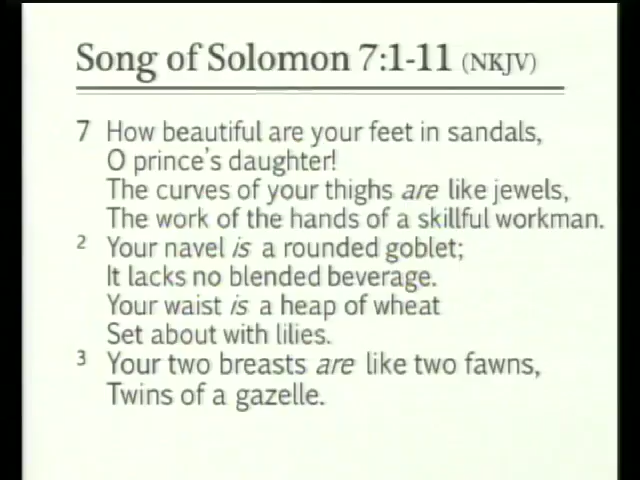 Song of Solomon 7:1-11 (NKJV)
7 How beautiful are your feet in sandals,
O prince's daughter!
The curves of your thighs are like jewels,
The work of the hands of a skillful workman.
2 Your navel is a rounded goblet;
It lacks no blended beverage.
Your waist is a heap of wheat
Set about with lilies.
3 Your two breasts are like two fawns,
Twins of a gazelle.